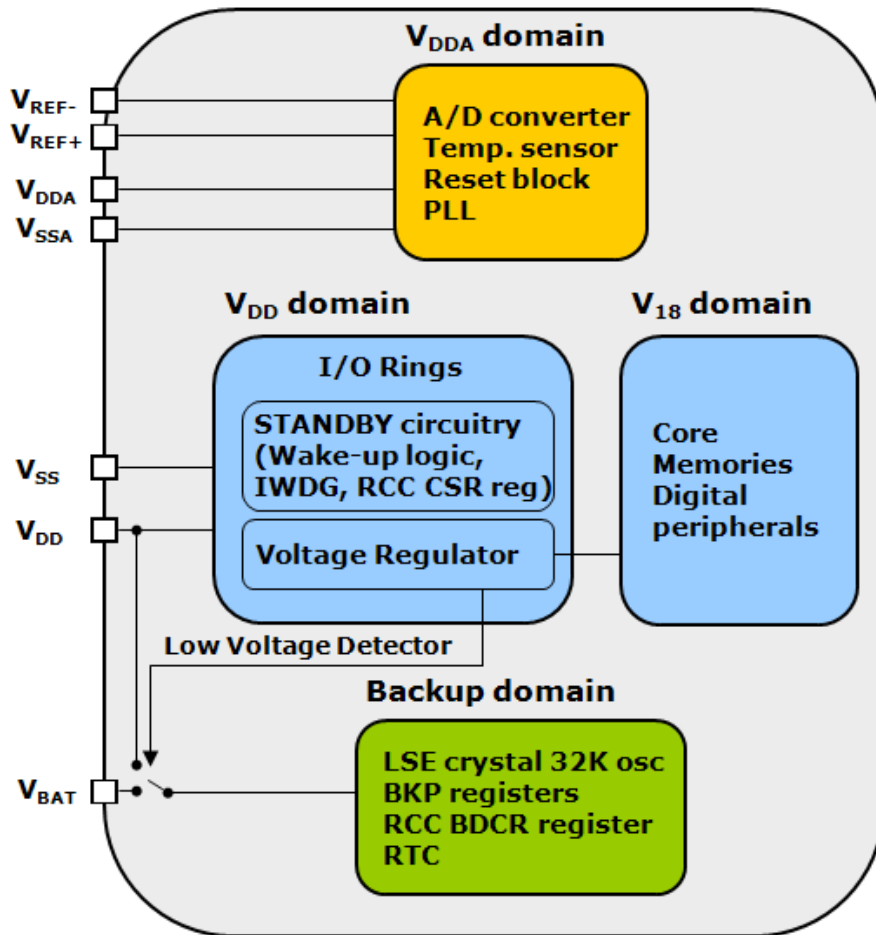 VDDA domain
VREF-
VREF+
VDDA
VSSA
A/D converter
Temp. sensor
Reset block
PLL
VDD domain
V18 domain
I/O Rings
STANDBY circuitry
(Wake-up logic,
IWDG, RCC CSR reg)
Voltage Regulator
Core
Memories
Digital
peripherals
VSS
VDD
Low Voltage Detector
Backup domain
VBAT
LSE crystal 32K osc
BKP registers
RCC BDCR register
RTC